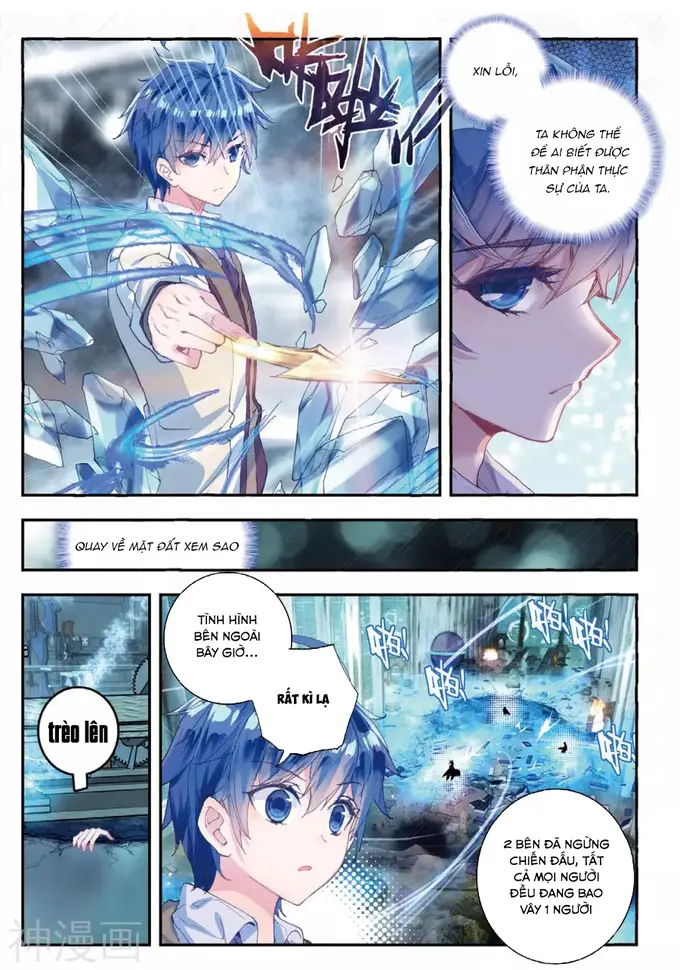 XIN LỖI,
TA KHÔNG THỂ
ĐỂ AI BIẾT ĐƯỢC
THÂN PHẬN THỰC
SỰ CỦA TA.
QUAY VỀ MẶT ĐẤT XEM SAO
TÌNH HÌNH
BÊN NGOÀI
BÂY GIỜ...
RẤT KÌ LẠ
trèo lên
2 BÊN ĐÃ NGỪNG
CHIẾN ĐẤU, TẤT
CẢ MỌI NGƯỜI
ĐỀU ĐANG BAO
VÂY 1 NGƯỜI
神漫画